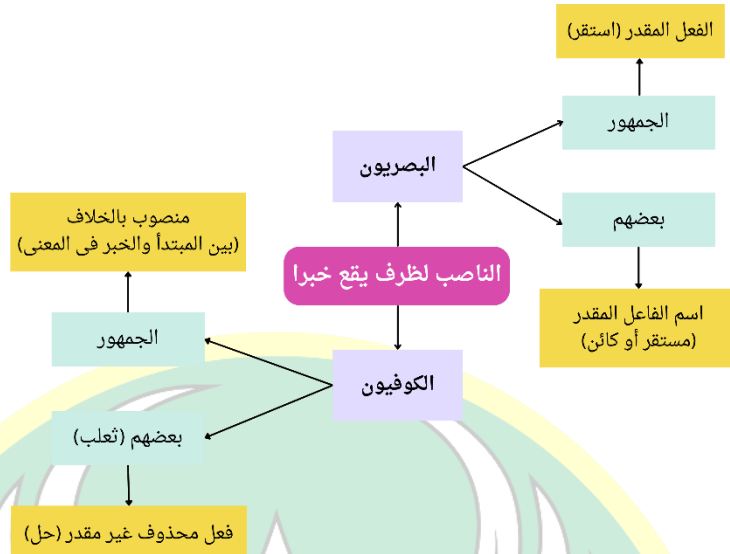 الناصب لظرف يقع خبرا
البصريون
الجمهور
الفعل المقدر (استقر)
بعضهم
اسم الفاعل المقدر
(مستقر أو كائن)
الكوفيون
الجمهور
منصوب بالخلاف
(بين المبتدأ والخبر فى المعنى)
بعضهم (ثعلب)
فعل محذوف غير مقدر (حل)